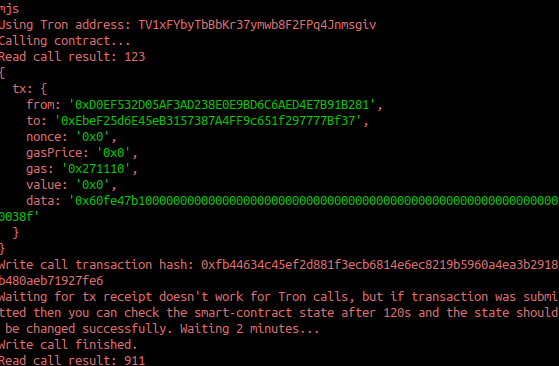 mjs
Using Tron address: TV1xFYbyTbBbKr37ymwb8F2FPq4Jnmsgiv
Calling contract...
Read call result: 123
{
  tx: {
    from: '0xD0EF532D05AF3AD238E0E9BD6C6AED4E7B91B281',
    to: '0xEbeF25d6E45eB3157387A4FF9c651f297777Bf37',
    nonce: '0x0',
    gasPrice: '0x0',
    gas: '0x271110',
    value: '0x0',
    data: '0x60fe47b1000000000000000000000000000000000000000000000000000000000000
0038f'
  }
}
Write call transaction hash: 0xfb44634c45ef2d881f3ecb6814e6ec8219b5960a4ea3b2918
b480aeb71927fe6
Waiting for tx receipt doesn't work for Tron calls, but if transaction was submi
tted then you can check the smart-contract state after 120s and the state should
 be changed successfully. Waiting 2 minutes...
Write call finished.
Read call result: 911